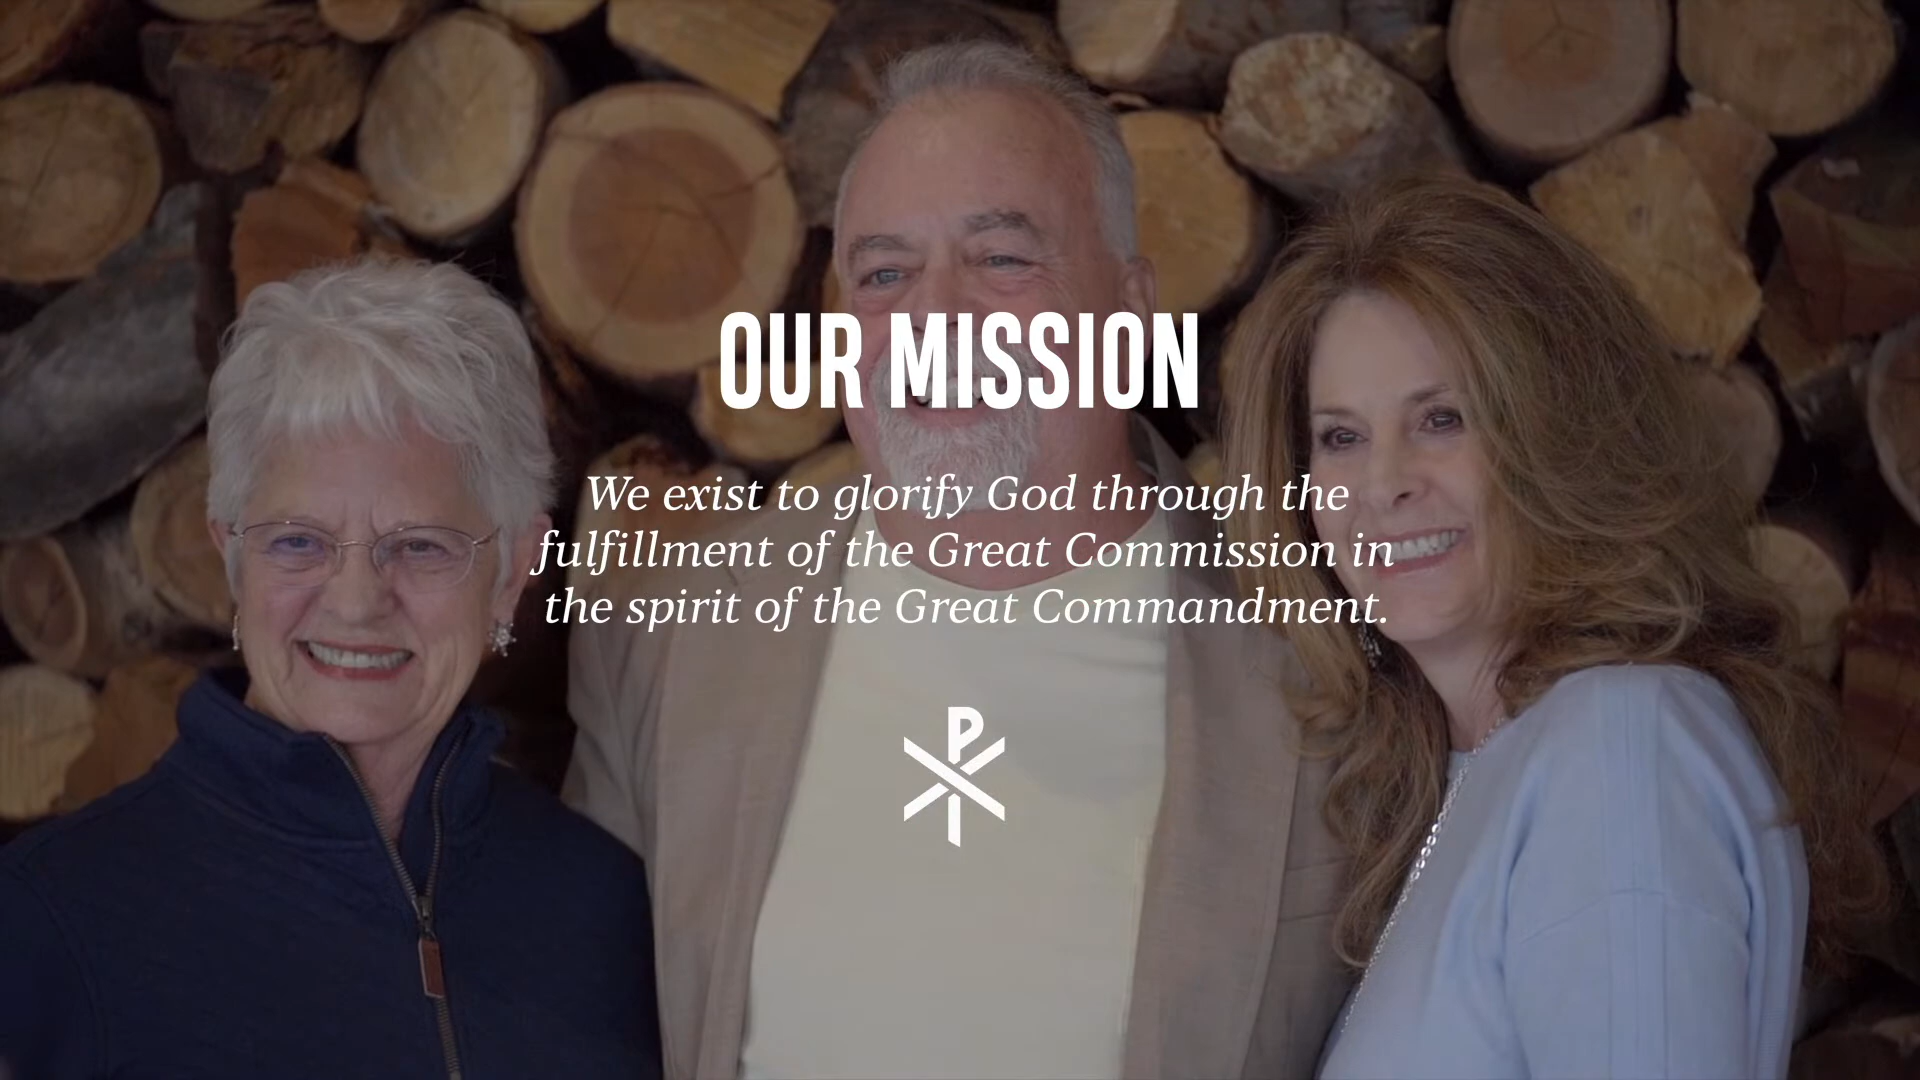 OUR MISSION
We exist to glorify God through the
fulfillment of the Great Commission in
the spirit of the Great Commandment.